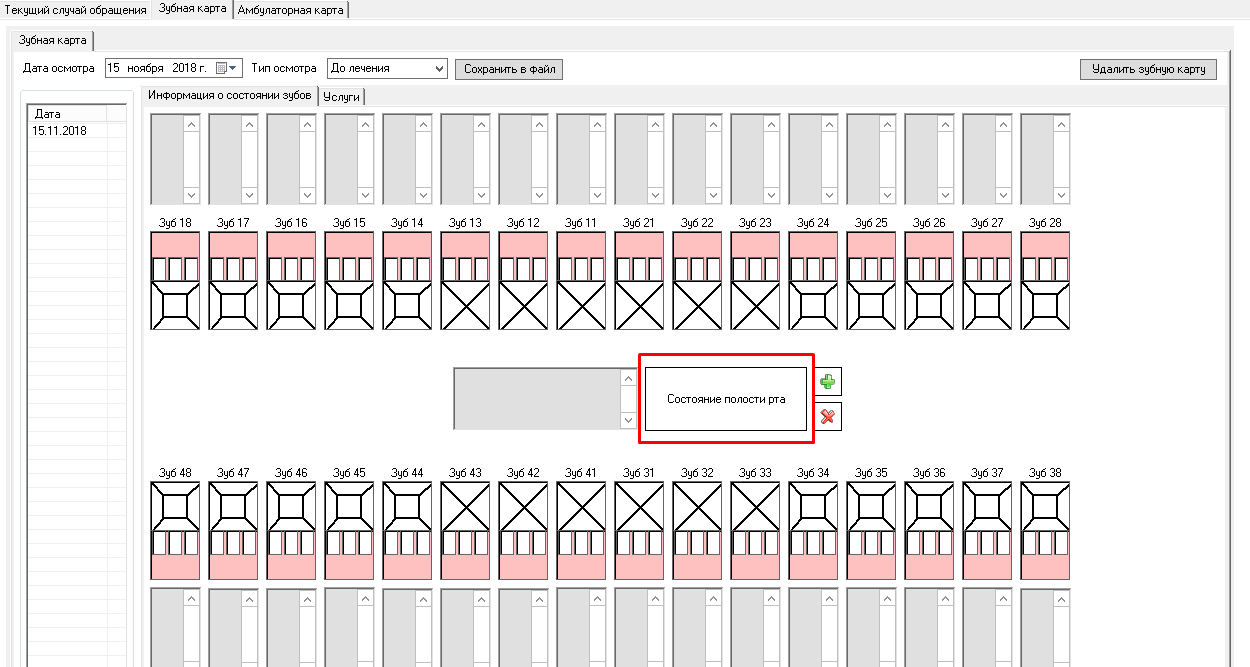 Текущий случай обращения Зубная карта Амбулаторная карта
Зубная карта
Дата осмотра 15 ноября 2018 г. Тип осмотра До лечения Сохранить в файл Удалить зубную карту
Информация о состоянии зубов Услуги
Дата
15.11.2018
Зуб 18 Зуб 17 Зуб 16 Зуб 15 Зуб 14 Зуб 13 Зуб 12 Зуб 11 Зуб 21 Зуб 22 Зуб 23 Зуб 24 Зуб 25 Зуб 26 Зуб 27 Зуб 28
Состояние полости рта
Зуб 48 Зуб 47 Зуб 46 Зуб 45 Зуб 44 Зуб 43 Зуб 42 Зуб 41 Зуб 31 Зуб 32 Зуб 33 Зуб 34 Зуб 35 Зуб 36 Зуб 37 Зуб 38